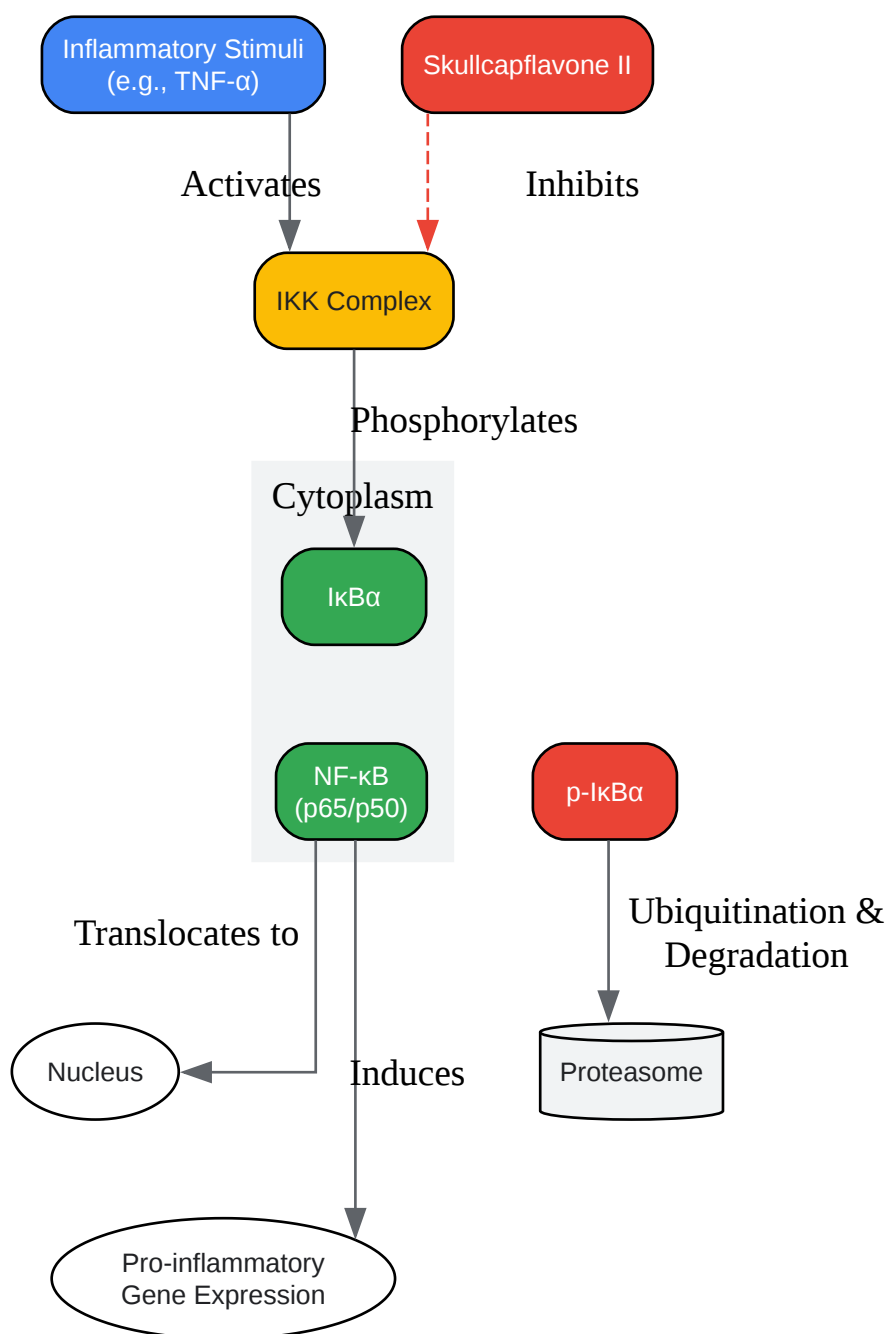 Inflammatory Stimuli
(e.g., TNF-α)
Skullcapflavone II
Activates
Inhibits
IKK Complex
Phosphorylates
Cytoplasm
IκBα
NF-κB
(p65/p50)
p-IκBα
Translocates to
Ubiquitination &
Degradation
Nucleus
Induces
Proteasome
Pro-inflammatory
Gene Expression